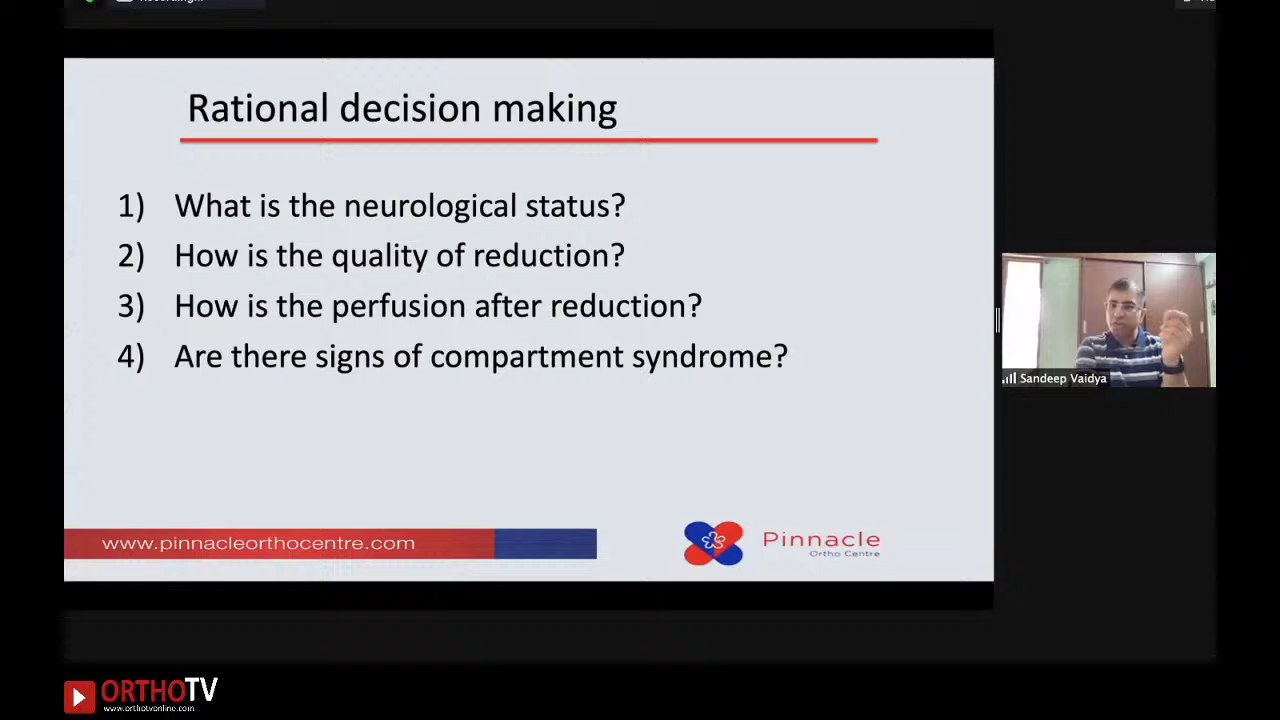 Rational decision making
1) What is the neurological status?
2) How is the quality of reduction?
3) How is the perfusion after reduction?
4) Are there signs of compartment syndrome?
Sandeep Vaidya
www.pinnacleorthocentre.com
Pinnacle
Ortho Centre
ORTHOTV
www.orthotvonline.com